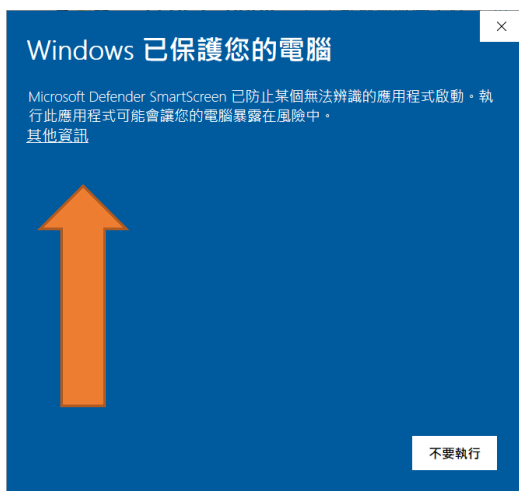 Windows 已保護您的電腦
Microsoft Defender SmartScreen 已防止某個無法辨識的應用程式啟動。執
行此應用程式可能會讓您的電腦暴露在風險中。
其他資訊
不要執行